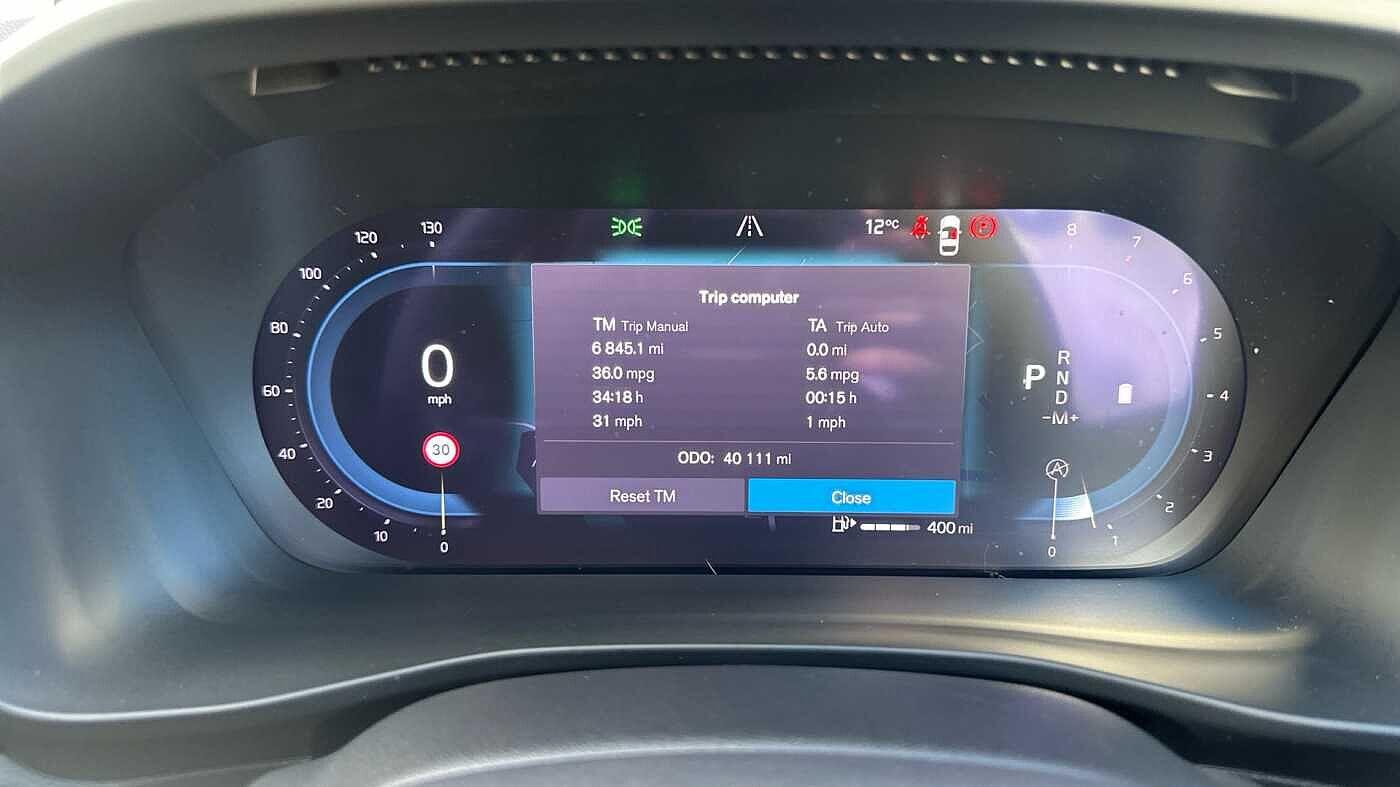 130
120
100
80
60
40
20
10
0
12°C
8
7
6
5
4
3
2
1
0
0
mph
30
Trip computer
TM Trip Manual
6 845.1 mi
36.0 mpg
34:18 h
31 mph
TA Trip Auto
0.0 mi
5.6 mpg
00:15 h
1 mph
ODO: 40 111 mi
Reset TM
Close
P
R
N
D
-M+
A
400 mi